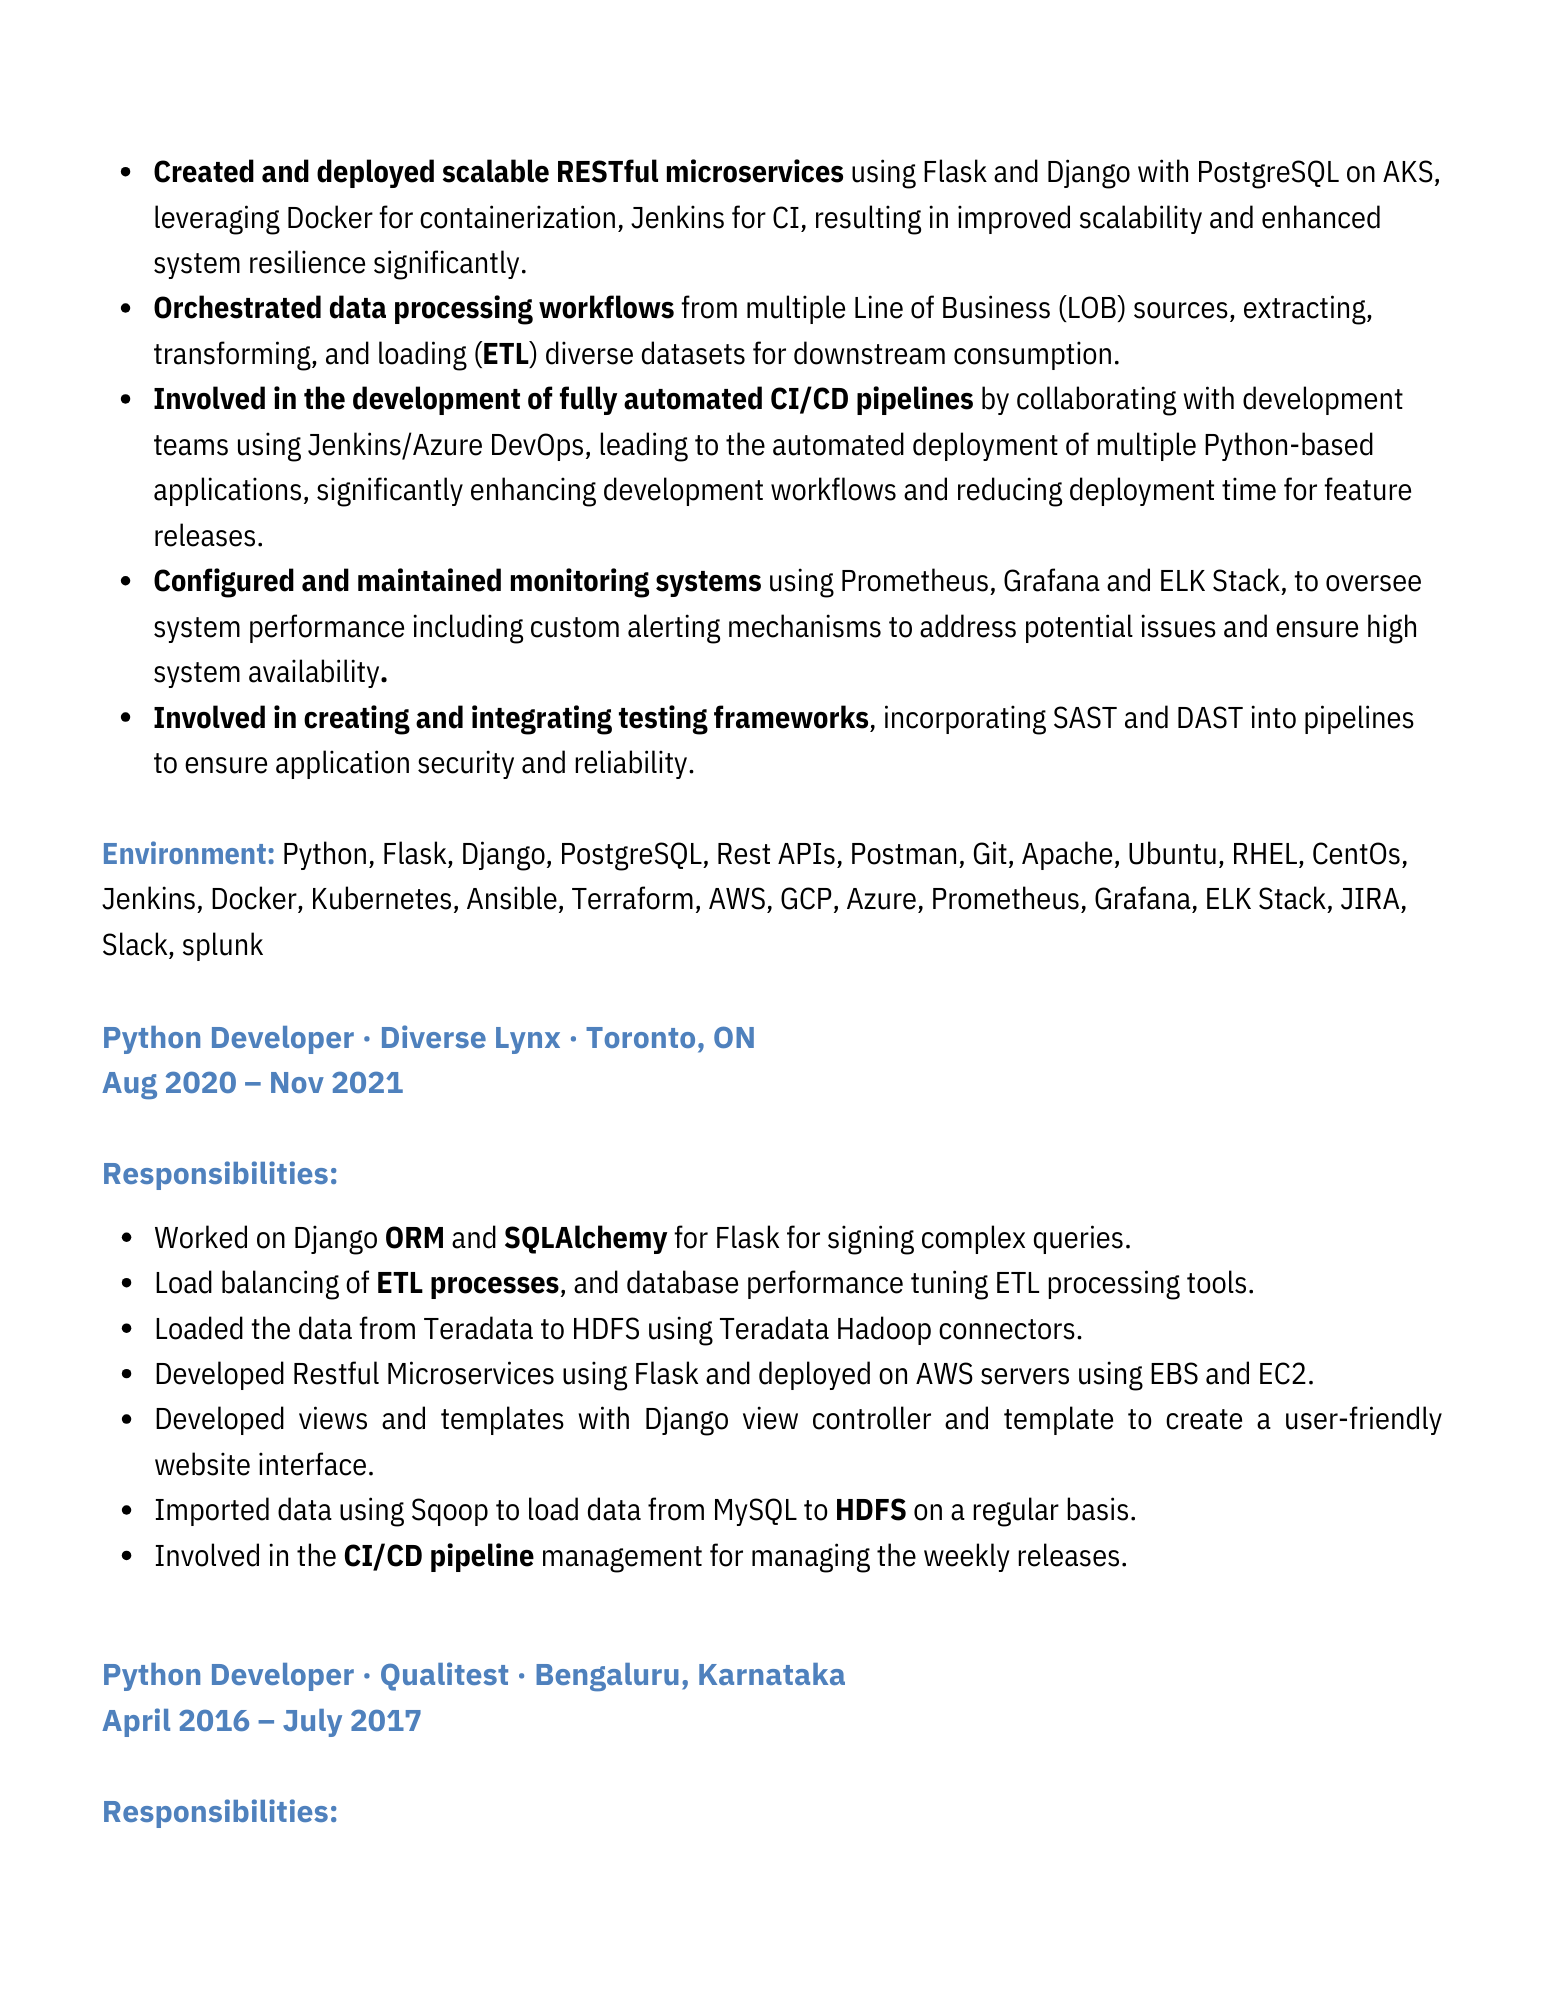 • Created and deployed scalable RESTful microservices using Flask and Django with PostgreSQL on AKS,
leveraging Docker for containerization, Jenkins for CI, resulting in improved scalability and enhanced
system resilience significantly.
• Orchestrated data processing workflows from multiple Line of Business (LOB) sources, extracting,
transforming, and loading (ETL) diverse datasets for downstream consumption.
• Involved in the development of fully automated CI/CD pipelines by collaborating with development
teams using Jenkins/Azure DevOps, leading to the automated deployment of multiple Python-based
applications, significantly enhancing development workflows and reducing deployment time for feature
releases.
• Configured and maintained monitoring systems using Prometheus, Grafana and ELK Stack, to oversee
system performance including custom alerting mechanisms to address potential issues and ensure high
system availability.
• Involved in creating and integrating testing frameworks, incorporating SAST and DAST into pipelines
to ensure application security and reliability.
Environment: Python, Flask, Django, PostgreSQL, Rest APIs, Postman, Git, Apache, Ubuntu, RHEL, CentOs,
Jenkins, Docker, Kubernetes, Ansible, Terraform, AWS, GCP, Azure, Prometheus, Grafana, ELK Stack, JIRA,
Slack, splunk
Python Developer · Diverse Lynx · Toronto, ON
Aug 2020 – Nov 2021
Responsibilities:
• Worked on Django ORM and SQLAlchemy for Flask for signing complex queries.
• Load balancing of ETL processes, and database performance tuning ETL processing tools.
• Loaded the data from Teradata to HDFS using Teradata Hadoop connectors.
• Developed Restful Microservices using Flask and deployed on AWS servers using EBS and EC2.
• Developed views and templates with Django view controller and template to create a user-friendly
website interface.
• Imported data using Sqoop to load data from MySQL to HDFS on a regular basis.
• Involved in the CI/CD pipeline management for managing the weekly releases.
Python Developer · Qualitest · Bengaluru, Karnataka
April 2016 – July 2017
Responsibilities: